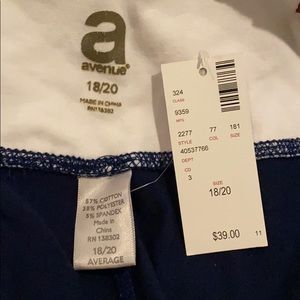 a
avenue®
18/20
MADE IN CHINA
RN138302
57% COTTON
38% POLYESTER
5% SPANDEX
Made in
China
RN 138302
18/20
AVERAGE
324
CLASS
9359
MFG
2277 77 181
DEPT COL SIZE
40537766
CD
3
SIZE
18/20
$39.00
11